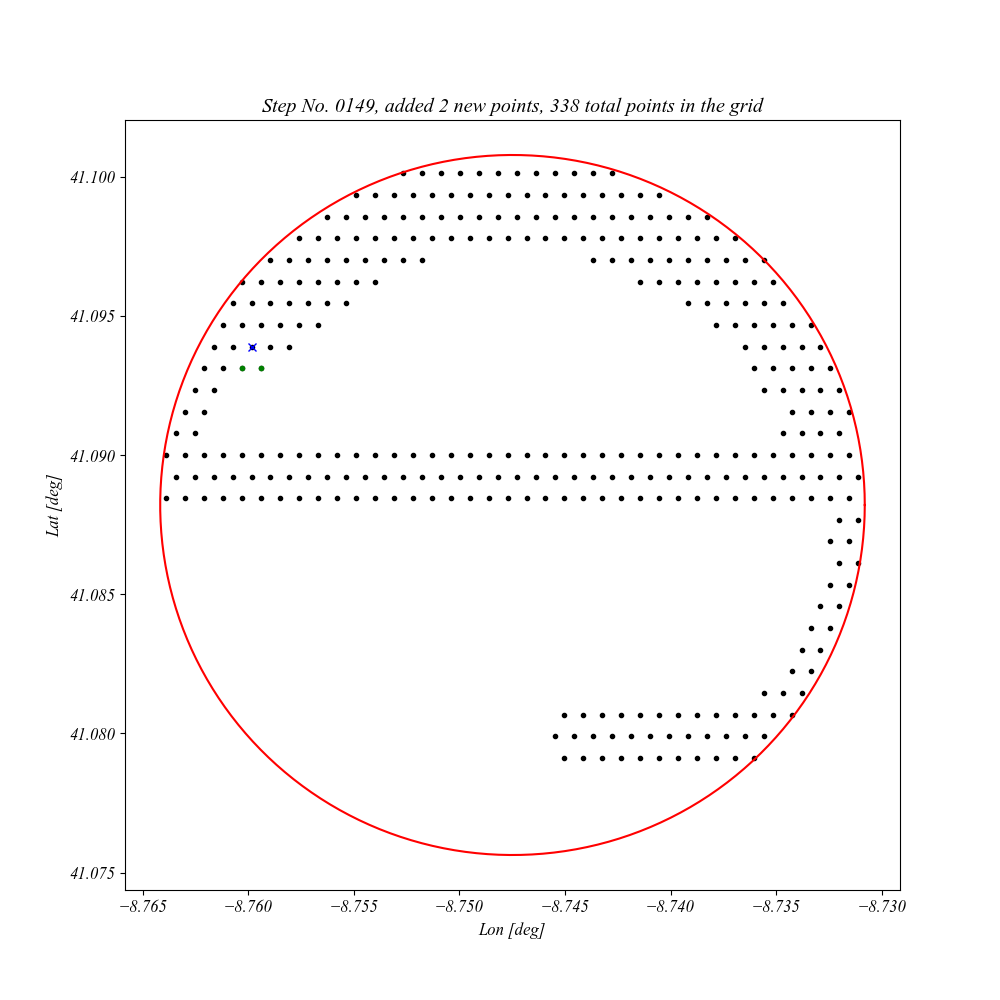 Step No. 0149, added 2 new points, 338 total points in the grid
41.100
41.095
41.090
41.085
41.080
41.075
Lat [deg]
−8.765 −8.760 −8.755 −8.750 −8.745 −8.740 −8.735 −8.730
Lon [deg]